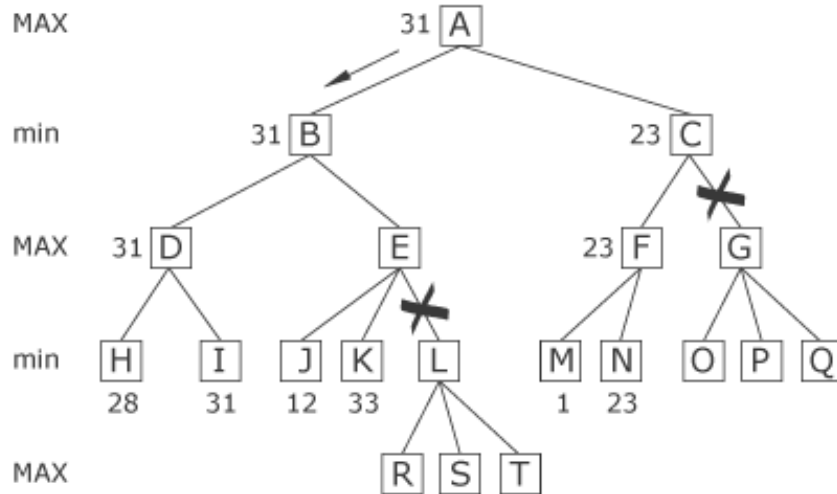 MAX 31 A
min 31 B 23 C
MAX 31 D E 23 F G
min H I J K L M N O P Q
28 31 12 33 1 23
MAX R S T